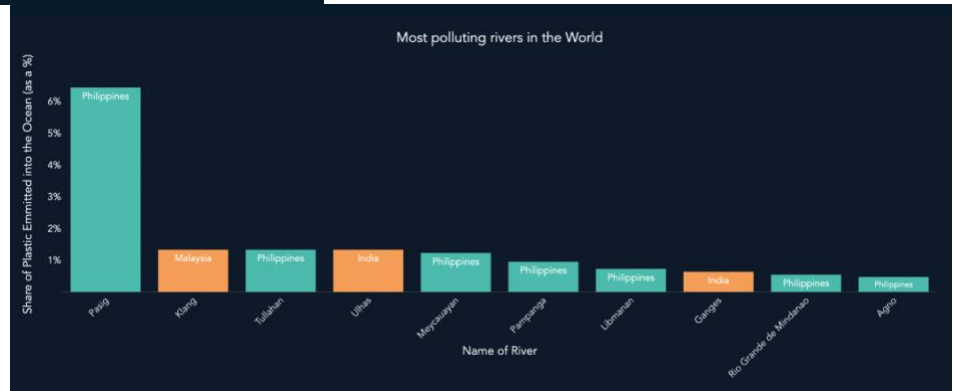 Most polluting rivers in the World
Share of Plastic Emmitted into the Ocean (as a %)
6%
5%
4%
3%
2%
1%
Philippines
Malaysia
Philippines
India
Philippines
Philippines
Philippines
India
Philippines
Philippines
Pasig
Klang
Tullahan
Ulhas
Meycauayan
Pampanga
Libmanan
Ganges
Rio Grande de Mindanao
Agno
Name of River